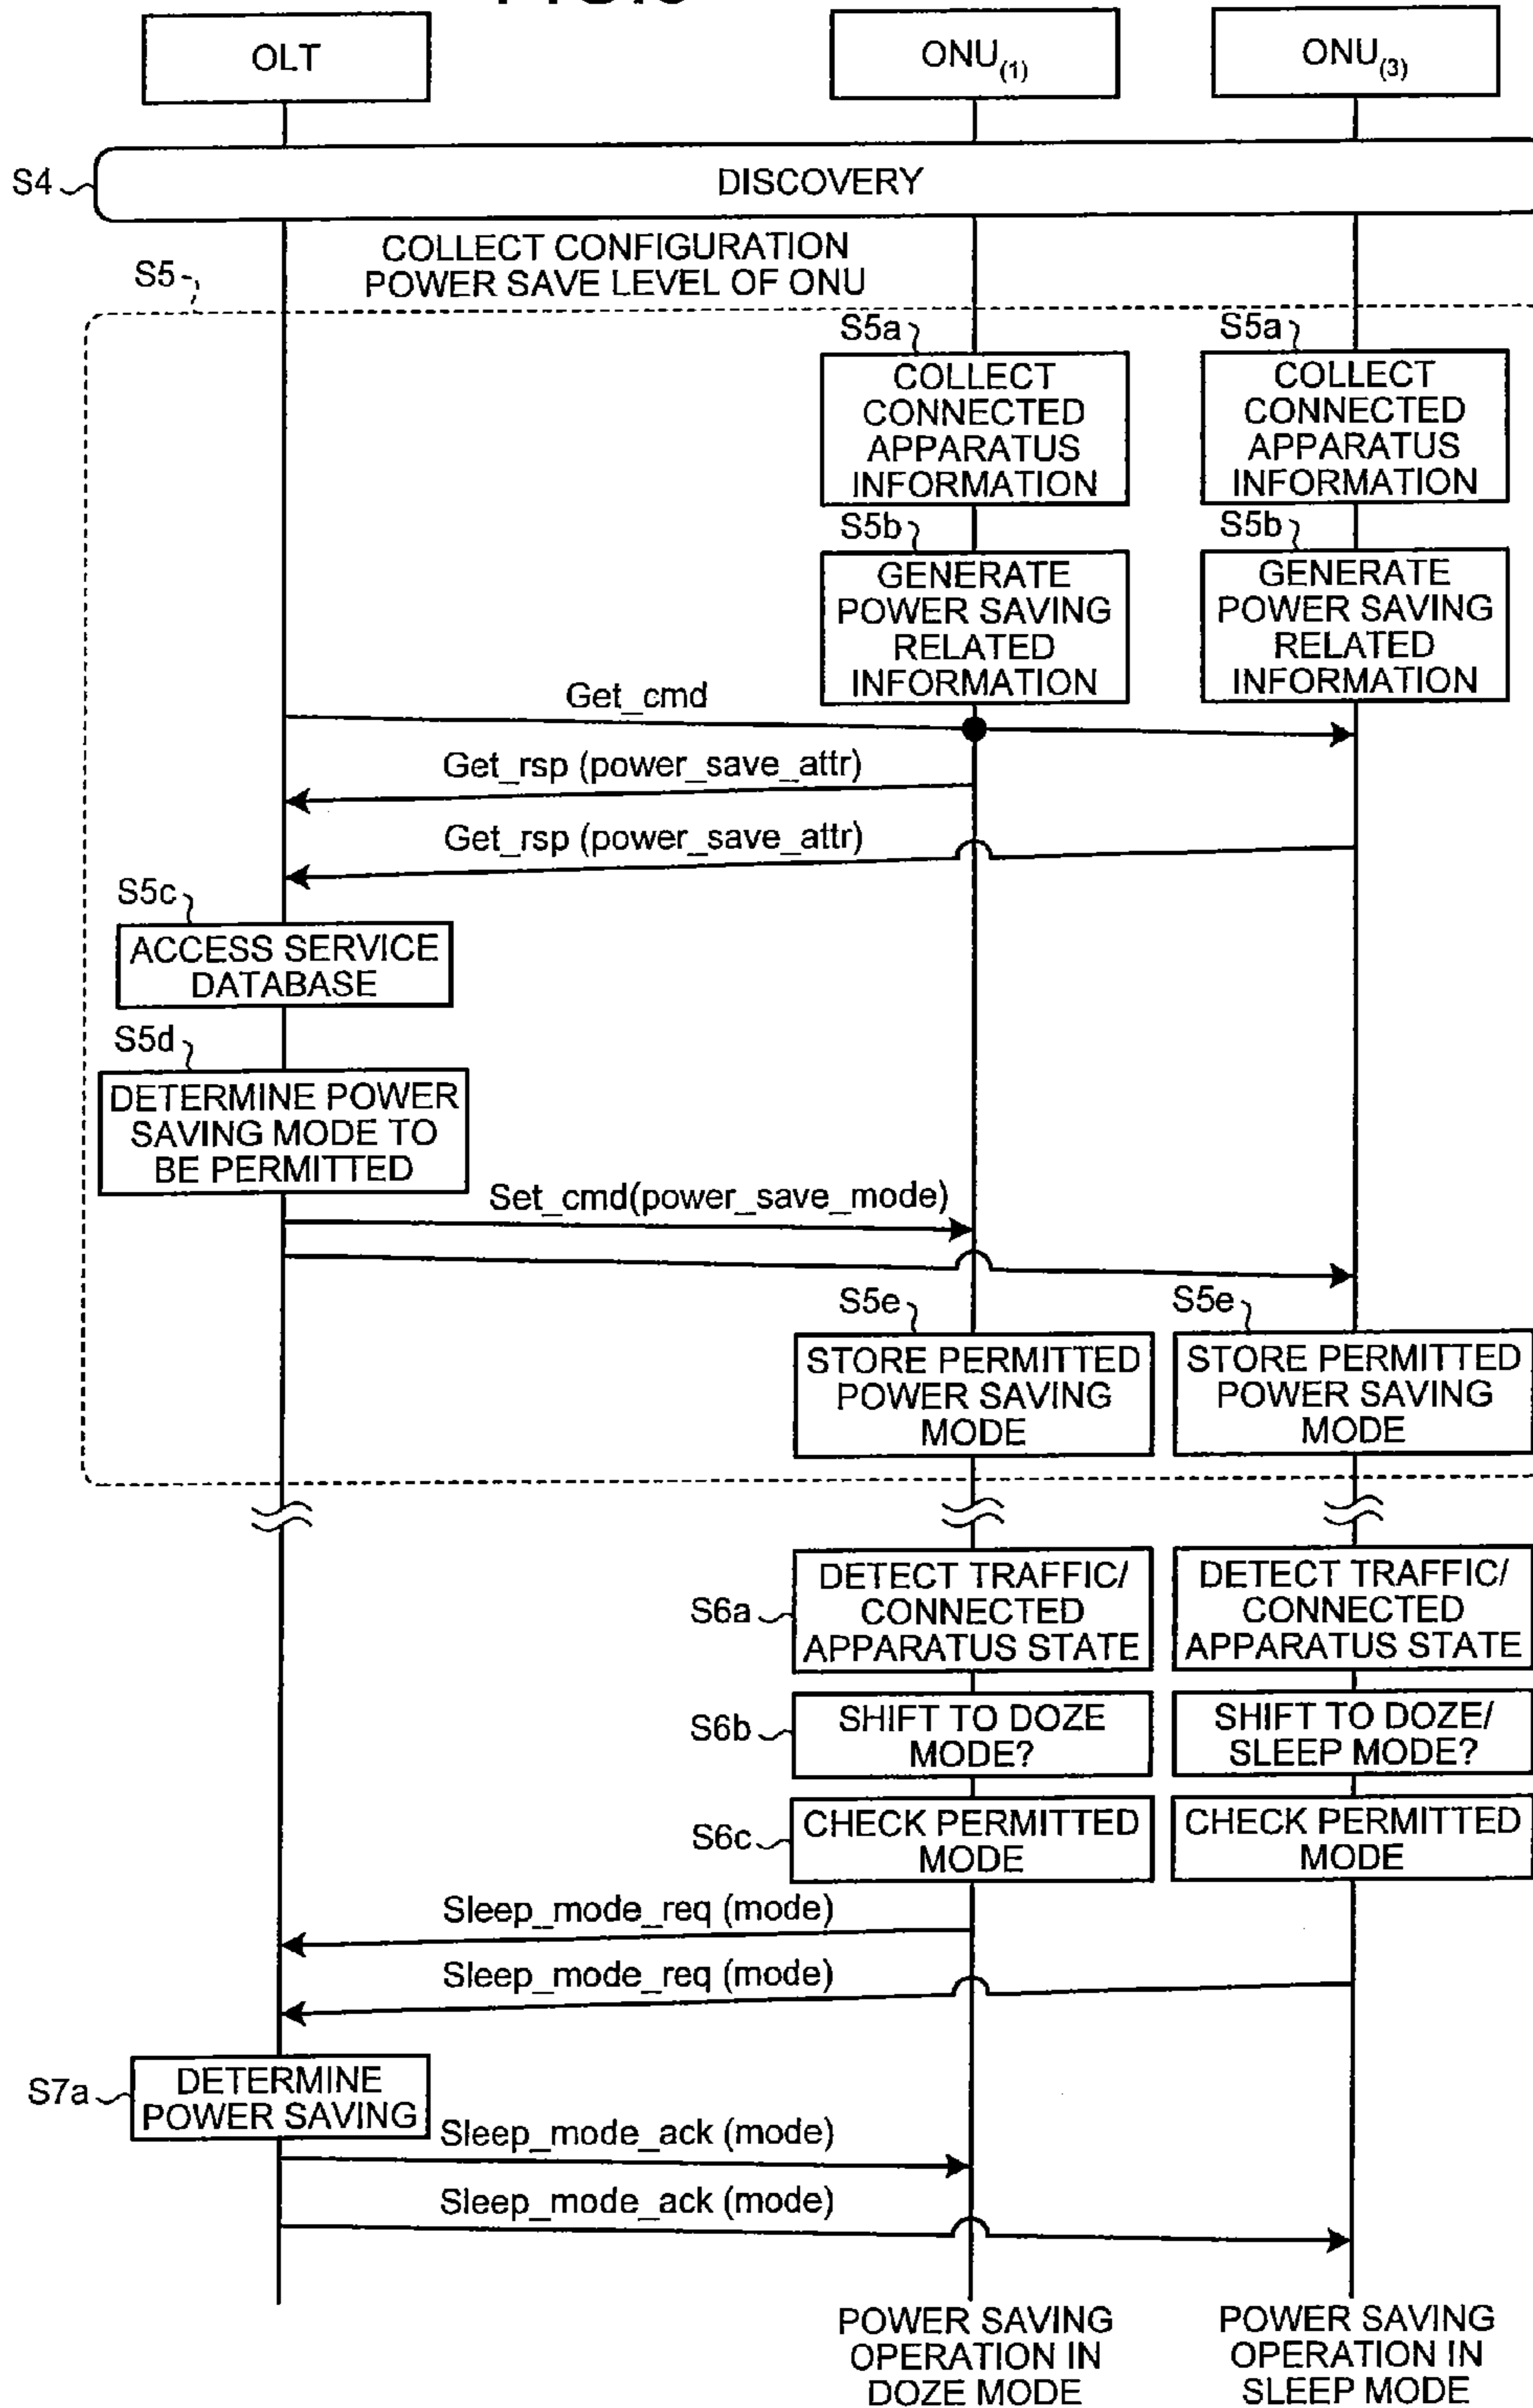 OLT
ONU(1)
ONU(3)
S4
DISCOVERY
COLLECT CONFIGURATION
POWER SAVE LEVEL OF ONU
S5
S5a
COLLECT
CONNECTED
APPARATUS
INFORMATION
S5a
COLLECT
CONNECTED
APPARATUS
INFORMATION
S5b
GENERATE
POWER SAVING
RELATED
INFORMATION
S5b
GENERATE
POWER SAVING
RELATED
INFORMATION
Get_cmd
Get_rsp (power_save_attr)
Get_rsp (power_save_attr)
S5c
ACCESS SERVICE
DATABASE
S5d
DETERMINE POWER
SAVING MODE TO
BE PERMITTED
Set_cmd(power_save_mode)
S5e
STORE PERMITTED
POWER SAVING
MODE
S5e
STORE PERMITTED
POWER SAVING
MODE
S6a
DETECT TRAFFIC/
CONNECTED
APPARATUS STATE
DETECT TRAFFIC/
CONNECTED
APPARATUS STATE
S6b
SHIFT TO DOZE
MODE?
SHIFT TO DOZE/
SLEEP MODE?
S6c
CHECK PERMITTED
MODE
CHECK PERMITTED
MODE
Sleep_mode_req (mode)
Sleep_mode_req (mode)
S7a
DETERMINE
POWER SAVING
Sleep_mode_ack (mode)
Sleep_mode_ack (mode)
POWER SAVING
OPERATION IN
DOZE MODE
POWER SAVING
OPERATION IN
SLEEP MODE